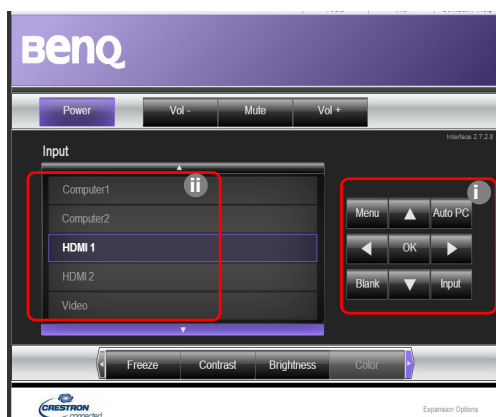 BenQ
Power Vol - Mute Vol +
Interface 2.7.2.8
Input
ii
i
Computer1
Computer2
HDMI 1
HDMI 2
Video
Menu Auto PC
OK
Blank Input
Freeze Contrast Brightness Color
CRESTRON
connected
Expansion Options